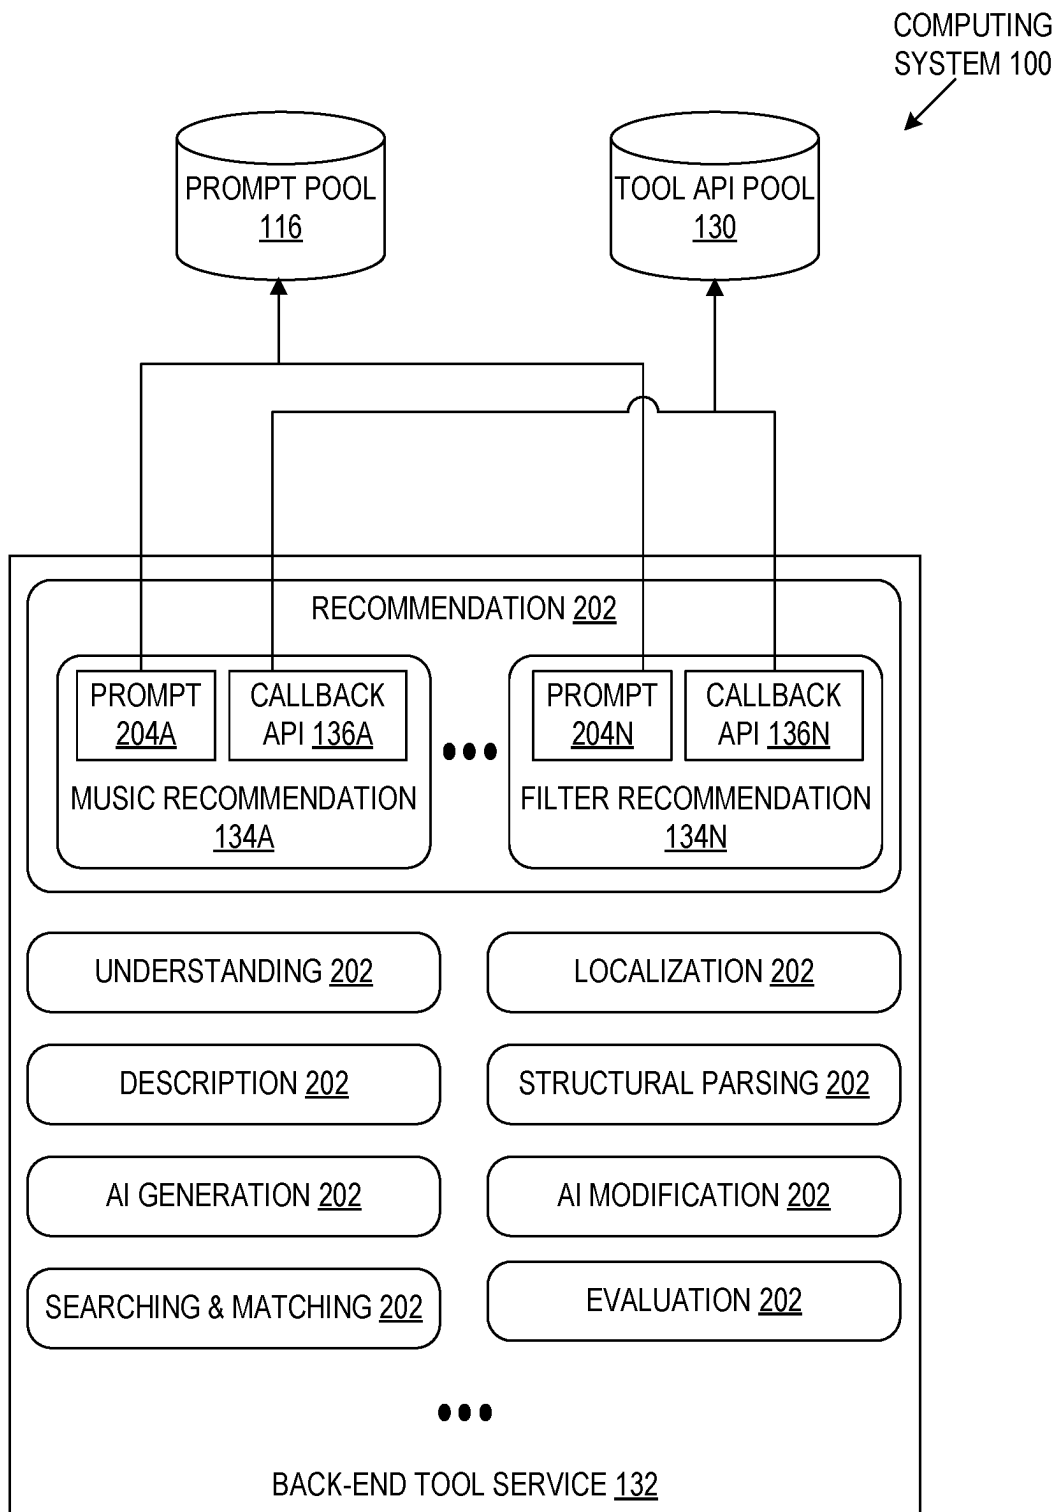 COMPUTING
SYSTEM 100
PROMPT POOL
116
TOOL API POOL
130
RECOMMENDATION 202
PROMPT
204A
CALLBACK
API 136A
MUSIC RECOMMENDATION
134A
PROMPT
204N
CALLBACK
API 136N
FILTER RECOMMENDATION
134N
UNDERSTANDING 202
LOCALIZATION 202
DESCRIPTION 202
STRUCTURAL PARSING 202
AI GENERATION 202
AI MODIFICATION 202
SEARCHING & MATCHING 202
EVALUATION 202
BACK-END TOOL SERVICE 132